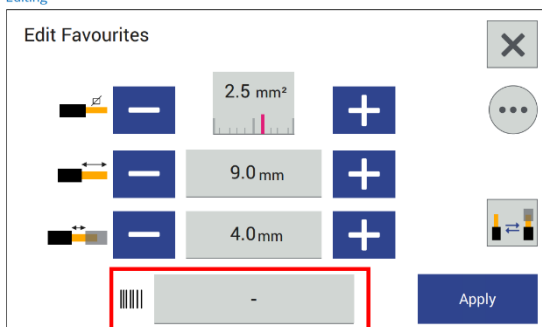 Editing
Edit Favourites
2.5 mm²
9.0 mm
4.0 mm
-
Apply